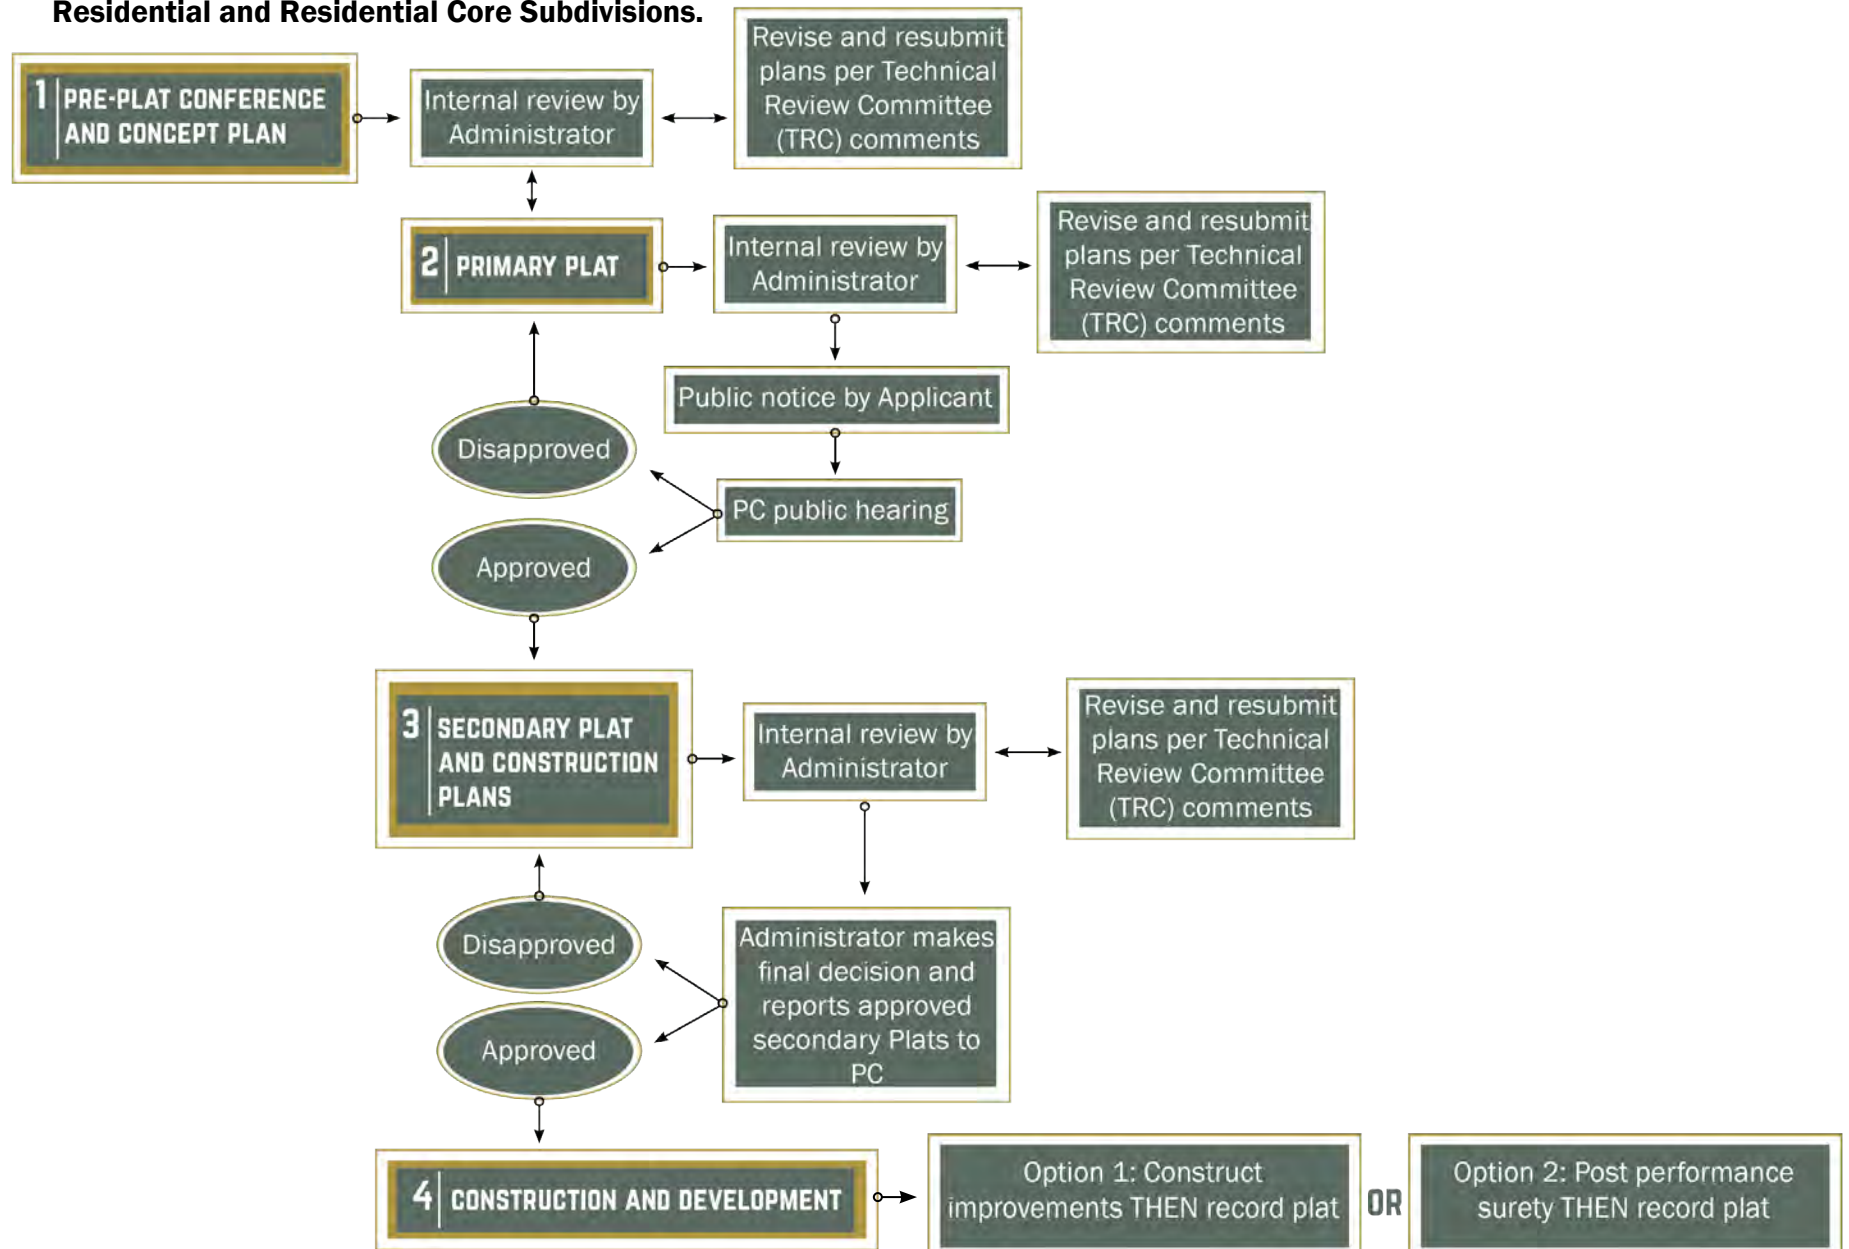 Residential and Residential Core Subdivisions.
1
PRE-PLAT CONFERENCE
AND CONCEPT PLAN
Internal review by
Administrator
Revise and resubmit
plans per Technical
Review Committee
(TRC) comments
2
PRIMARY PLAT
Internal review by
Administrator
Revise and resubmit
plans per Technical
Review Committee
(TRC) comments
Public notice by Applicant
Disapproved
PC public hearing
Approved
3
SECONDARY PLAT
AND CONSTRUCTION
PLANS
Internal review by
Administrator
Revise and resubmit
plans per Technical
Review Committee
(TRC) comments
Disapproved
Administrator makes
final decision and
reports approved
secondary Plats to
PC
Approved
4
CONSTRUCTION AND DEVELOPMENT
Option 1: Construct
improvements THEN record plat
OR
Option 2: Post performance
surety THEN record plat